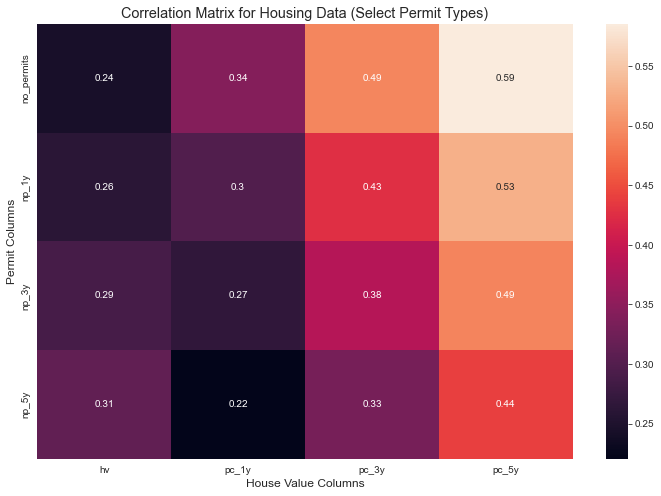 Correlation Matrix for Housing Data (Select Permit Types)
Permit Columns
no_permits
0.24 0.34 0.49 0.59
np_1y
0.26 0.3 0.43 0.53
np_3y
0.29 0.27 0.38 0.49
np_5y
0.31 0.22 0.33 0.44
hv pc_1y pc_3y pc_5y
House Value Columns
0.55
0.50
0.45
0.40
0.35
0.30
0.25